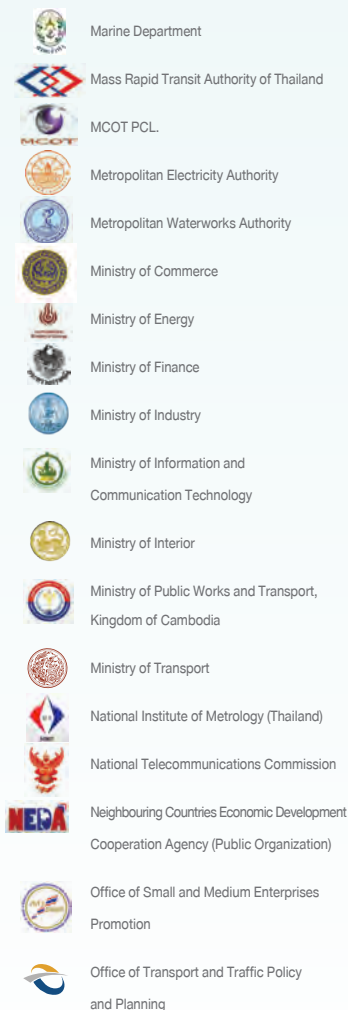 Marine Department
Mass Rapid Transit Authority of Thailand
MCOT
MCOT PCL.
Metropolitan Electricity Authority
Metropolitan Waterworks Authority
Ministry of Commerce
Ministry of Energy
Ministry of Finance
Ministry of Industry
Ministry of Information and
Communication Technology
Ministry of Interior
Ministry of Public Works and Transport,
Kingdom of Cambodia
Ministry of Transport
National Institute of Metrology (Thailand)
National Telecommunications Commission
NEDA
Neighbouring Countries Economic Development
Cooperation Agency (Public Organization)
Office of Small and Medium Enterprises
Promotion
Office of Transport and Traffic Policy
and Planning